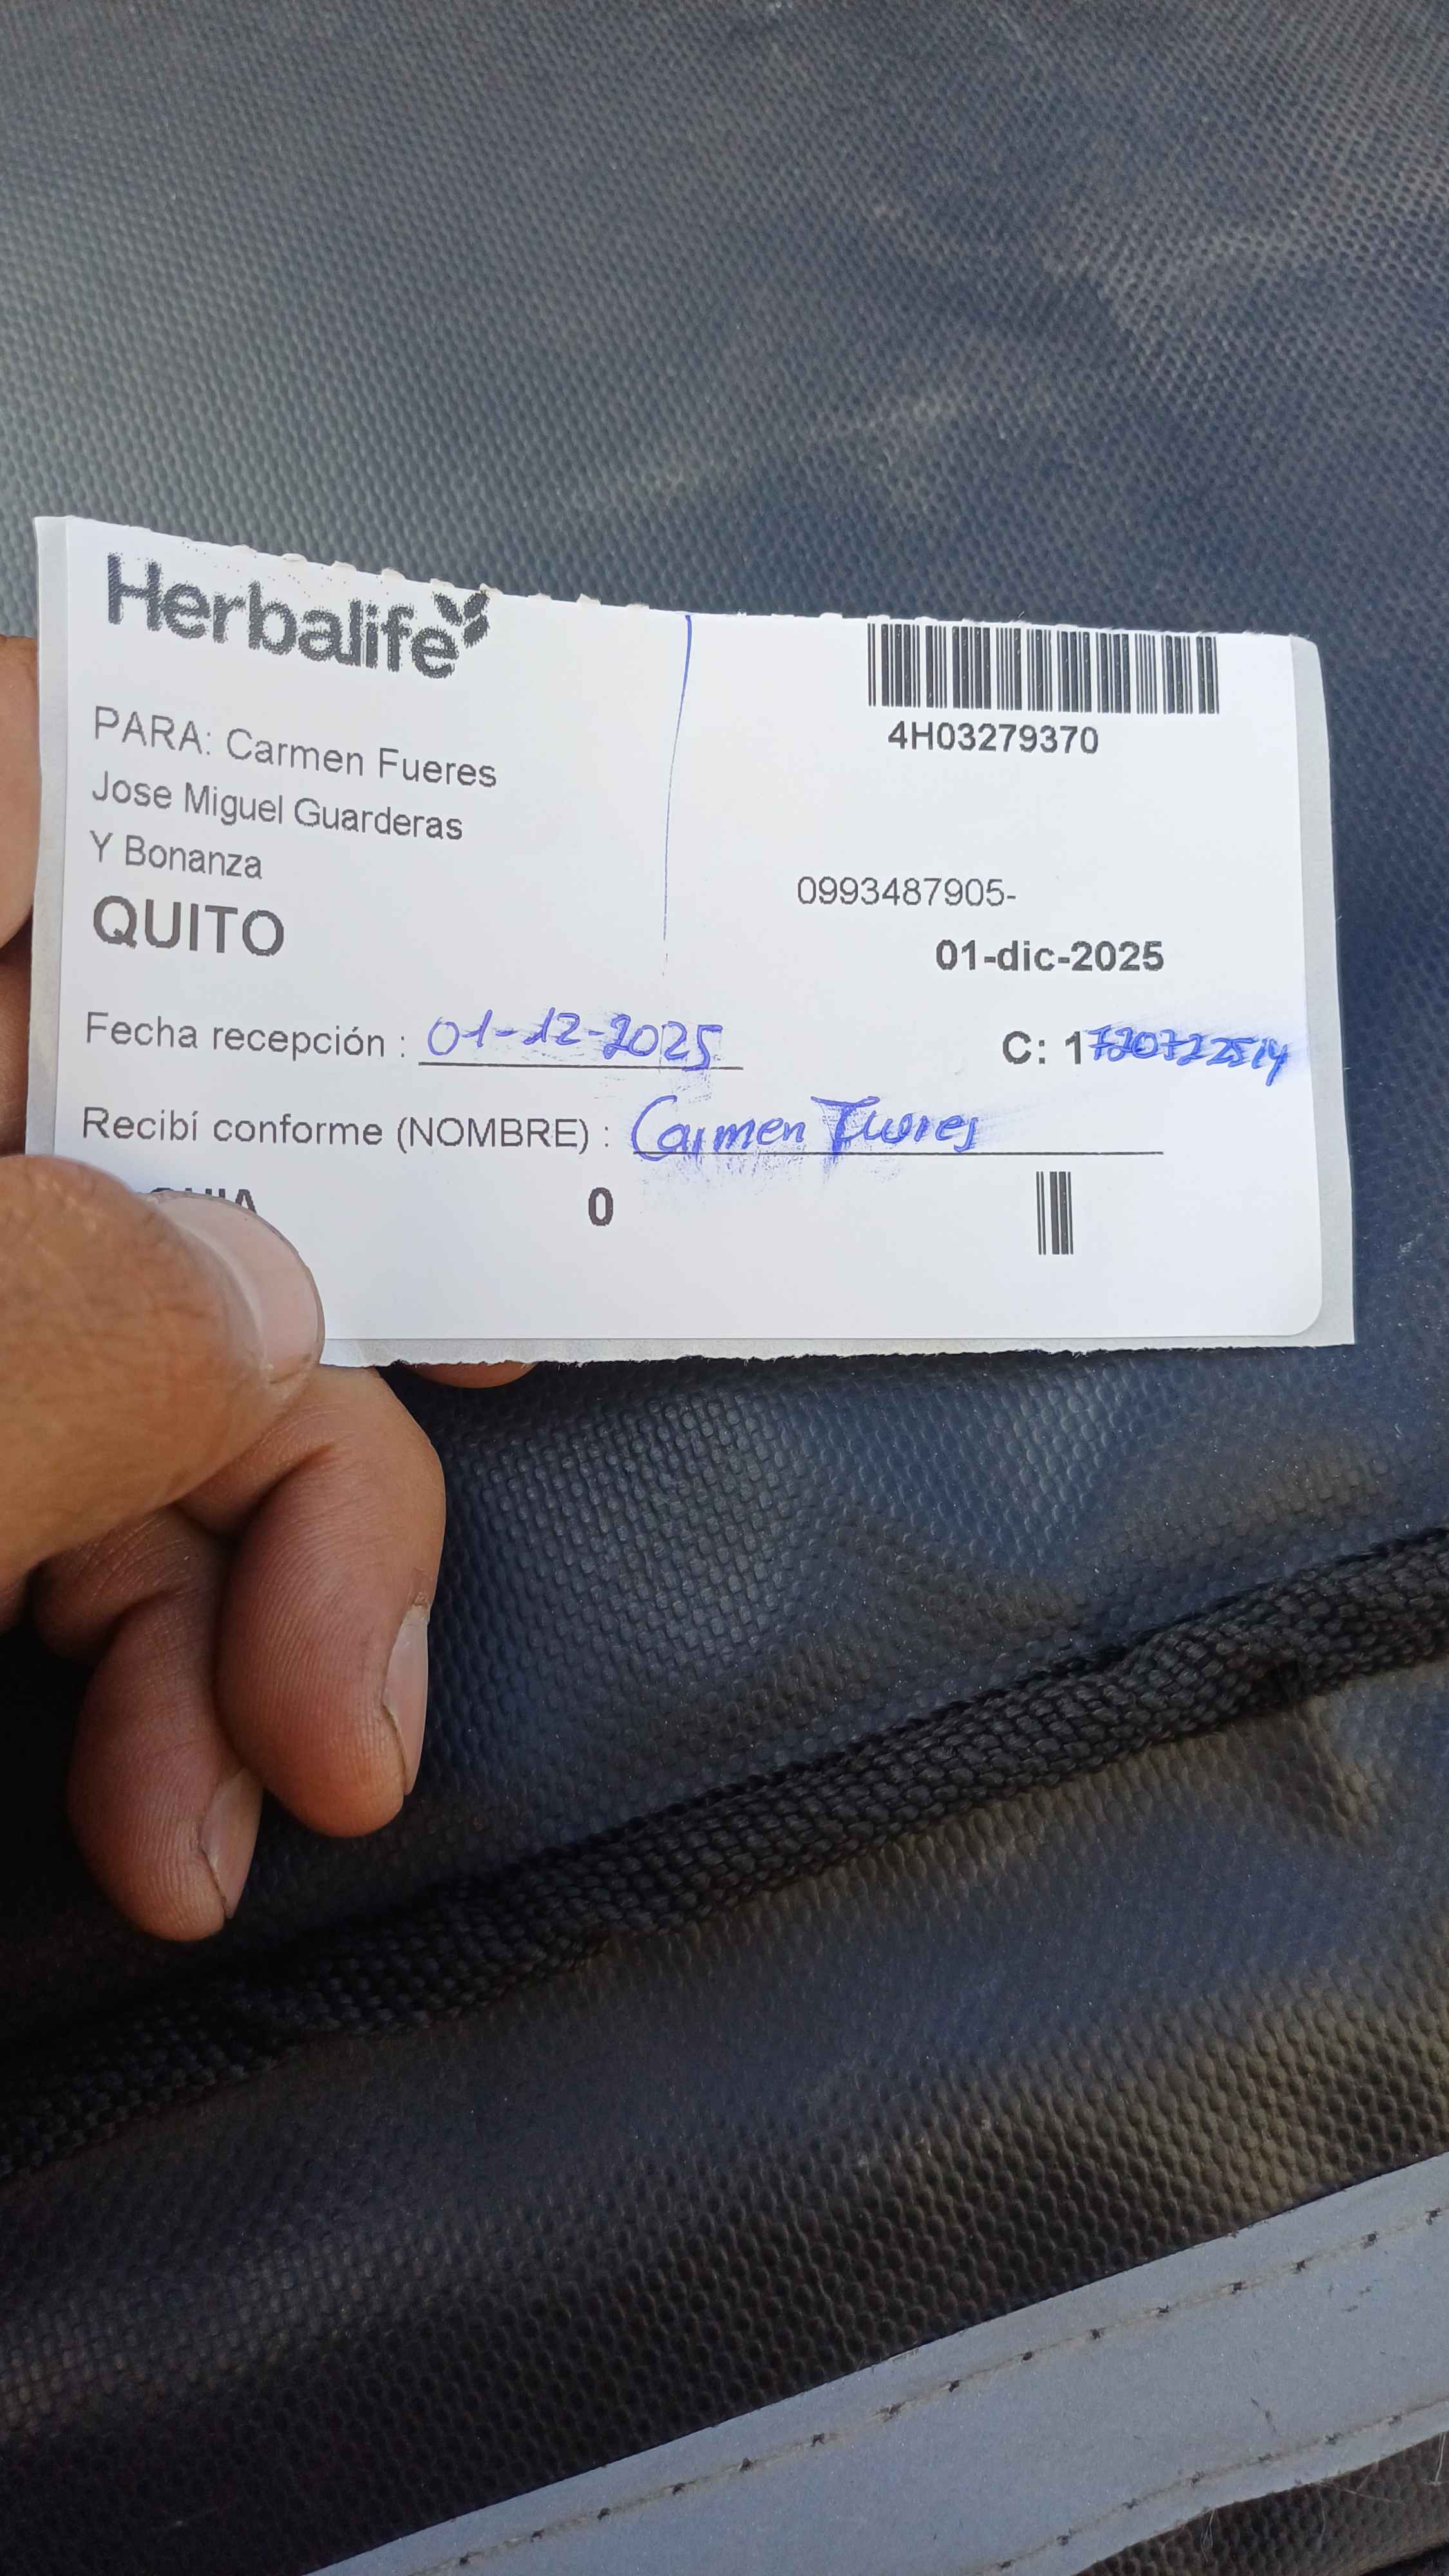 Herbalife
4H03279370
PARA: Carmen Fueres
Jose Miguel Guarderas
Y Bonanza
QUITO
0993487905-
01-dic-2025
Fecha recepción : 01-12-2025
C: 1720722514
Recibí conforme (NOMBRE) : Carmen Fueres
0